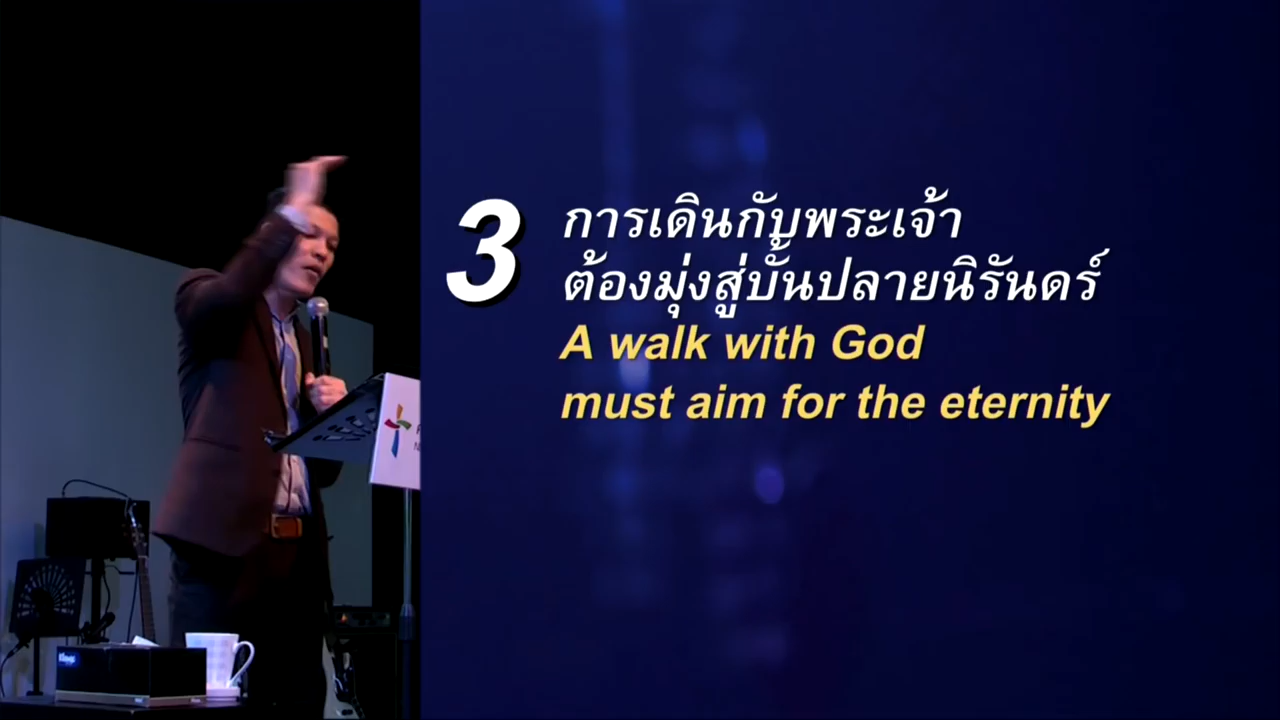 3
การเดินกับพระเจ้า
ต้องมุ่งสู่บั้นปลายนิรันดร์
A walk with God
must aim for the eternity